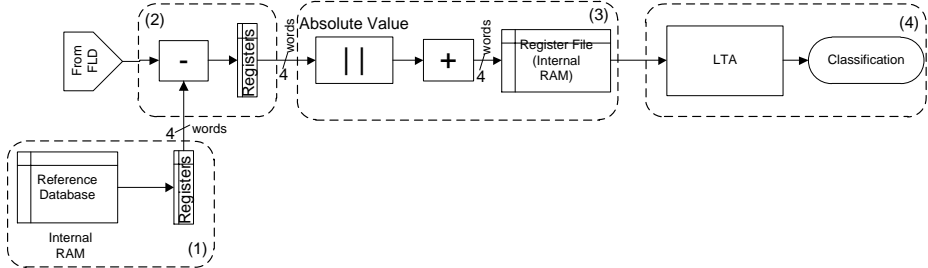 (2)
From
FLD
-
Registers
4
words
Absolute Value
(3)
| |
+
4
words
Register File
(Internal
RAM)
(4)
LTA
Classification
4
words
Reference
Database
Registers
Internal
RAM
(1)